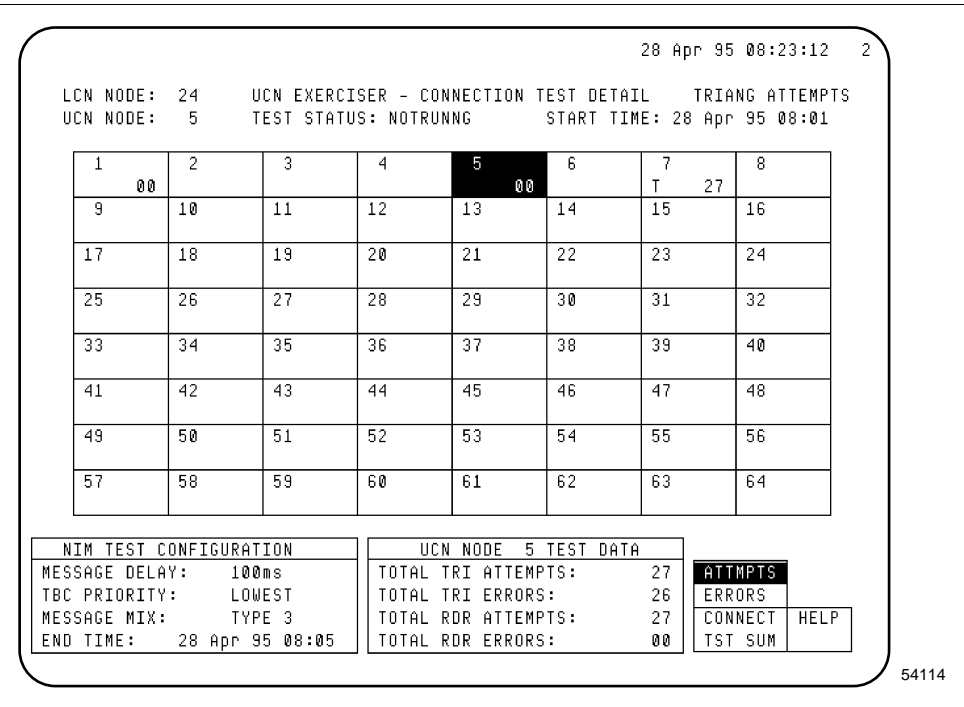 28 Apr 95 08:23:12 2
LCN NODE: 24 UCN EXERCISER - CONNECTION TEST DETAIL TRIANG ATTEMPTS
UCN NODE: 5 TEST STATUS: NOTRUNNG START TIME: 28 Apr 95 08:01
1 2 3 4 5 6 7 8
00 00 T 27
9 10 11 12 13 14 15 16
17 18 19 20 21 22 23 24
25 26 27 28 29 30 31 32
33 34 35 36 37 38 39 40
41 42 43 44 45 46 47 48
49 50 51 52 53 54 55 56
57 58 59 60 61 62 63 64
NIM TEST CONFIGURATION
MESSAGE DELAY: 100ms
TBC PRIORITY: LOWEST
MESSAGE MIX: TYPE 3
END TIME: 28 Apr 95 08:05
UCN NODE 5 TEST DATA
TOTAL TRI ATTEMPTS: 27
TOTAL TRI ERRORS: 26
TOTAL RDR ATTEMPTS: 27
TOTAL RDR ERRORS: 00
ATTMPTS
ERRORS
CONNECT HELP
TST SUM
54114